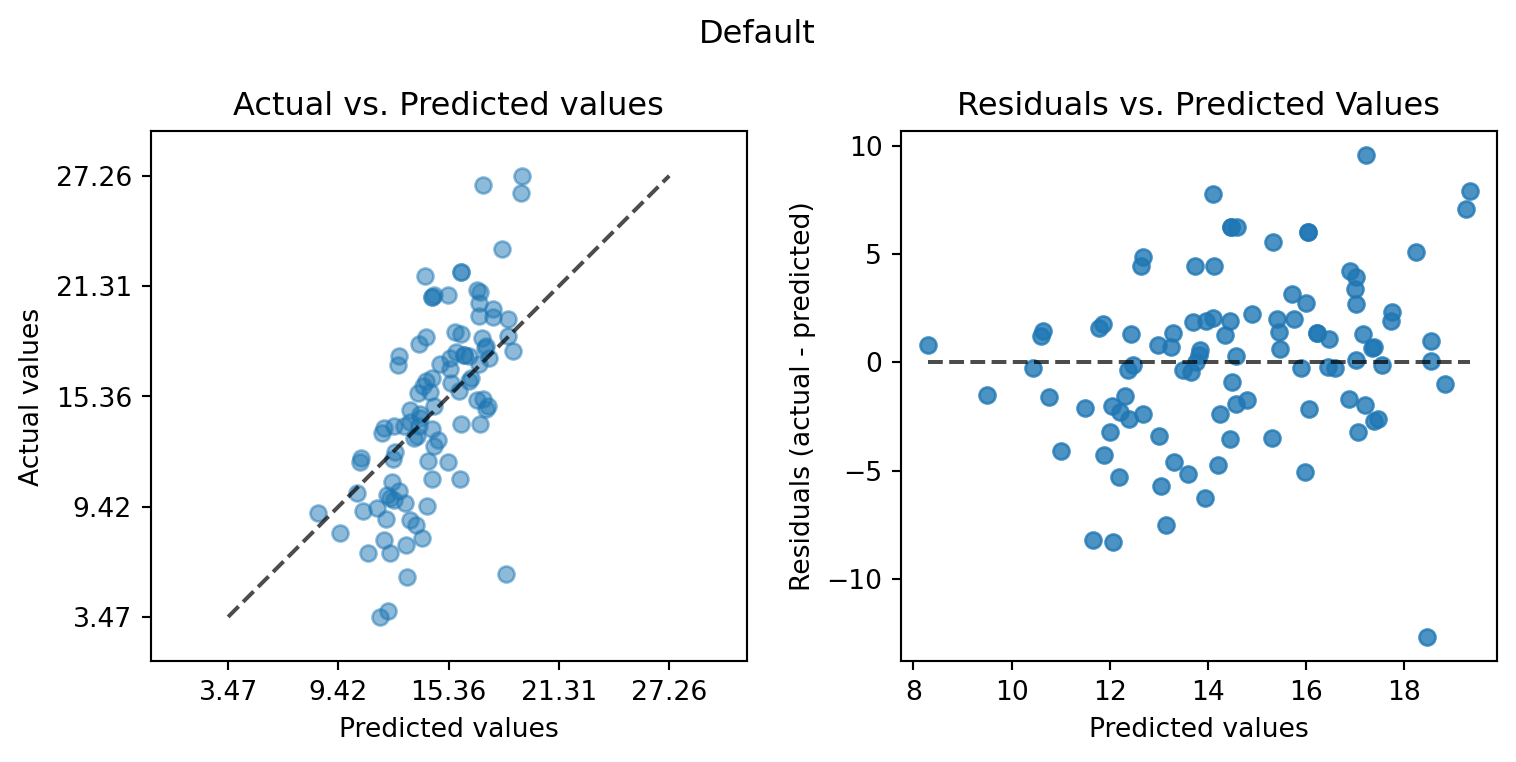 Default
Actual vs. Predicted values
Actual values
27.26
21.31
15.36
9.42
3.47
3.47 9.42 15.36 21.31 27.26
Predicted values
Residuals vs. Predicted Values
Residuals (actual - predicted)
10
5
0
−5
−10
8 10 12 14 16 18
Predicted values